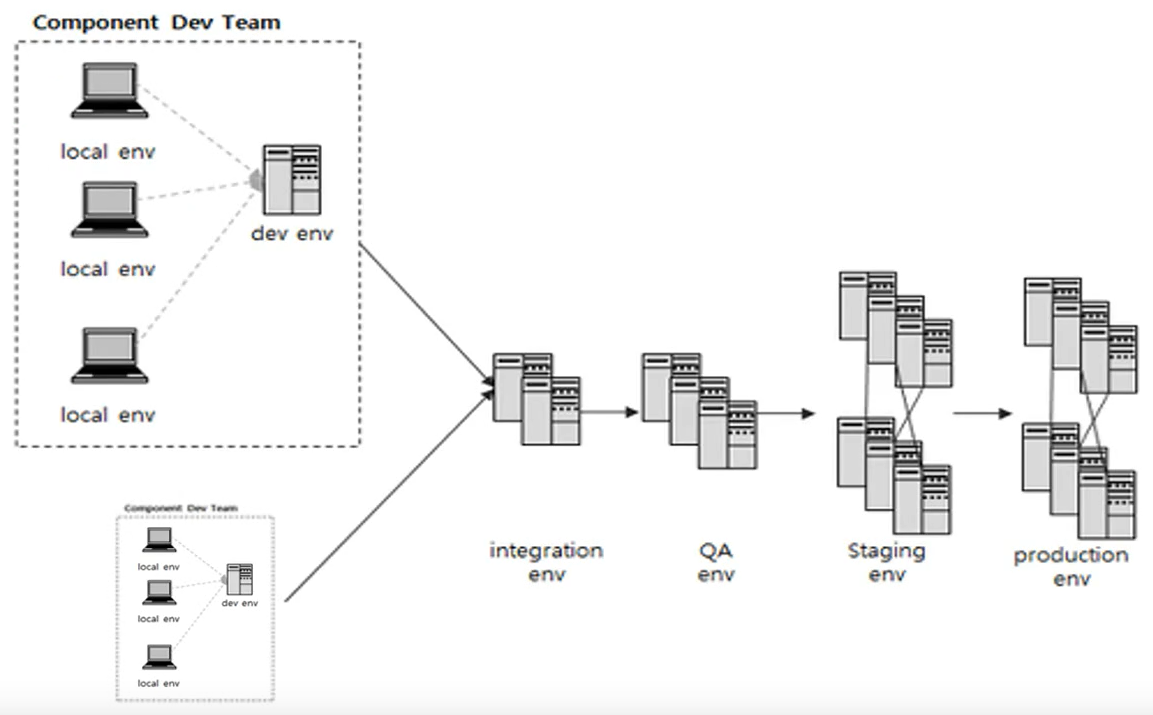 Component Dev Team
local env
local env
local env
dev env
Component Dev Team
local env
local env
local env
dev env
integration
env
QA
env
Staging
env
production
env